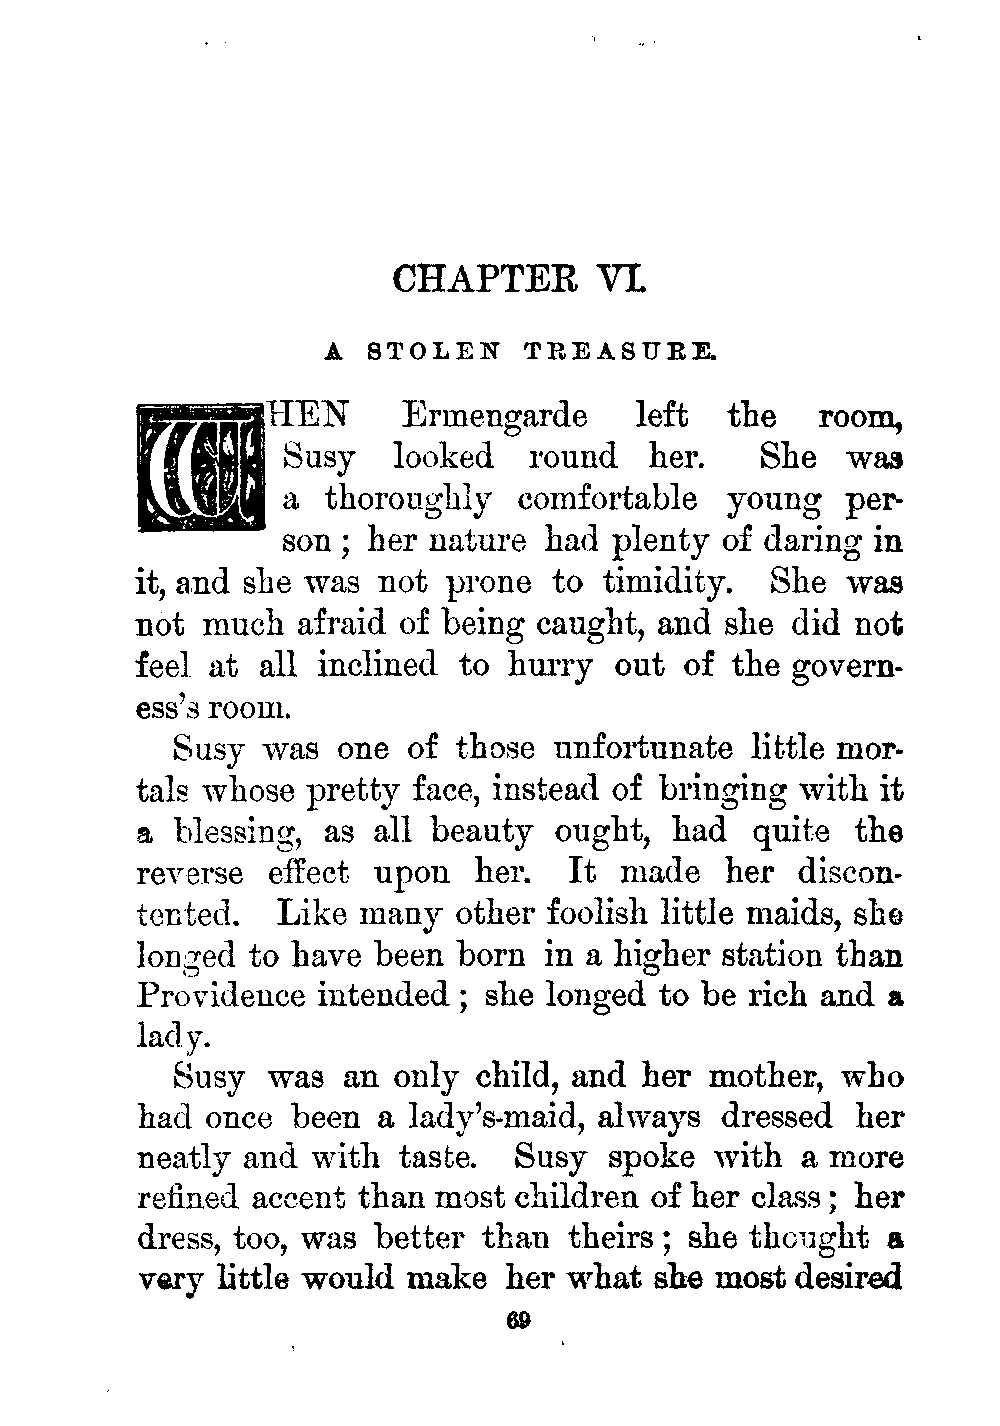 CHAPTER VI.
A STOLEN TREASURE.
WHEN Ermengarde left the room,
Susy looked round her. She was
a thoroughly comfortable young per-
son ; her nature had plenty of daring in
it, and she was not prone to timidity. She was
not much afraid of being caught, and she did not
feel at all inclined to hurry out of the govern-
ess's room.
Susy was one of those unfortunate little mor-
tals whose pretty face, instead of bringing with it
a blessing, as all beauty ought, had quite the
reverse effect upon her. It made her discon-
tented. Like many other foolish little maids, she
longed to have been born in a higher station than
Providence intended ; she longed to be rich and a
lady.
Susy was an only child, and her mother, who
had once been a lady's-maid, always dressed her
neatly and with taste. Susy spoke with a more
refined accent than most children of her class ; her
dress, too, was better than theirs ; she thought a
very little would make her what she most desired
69